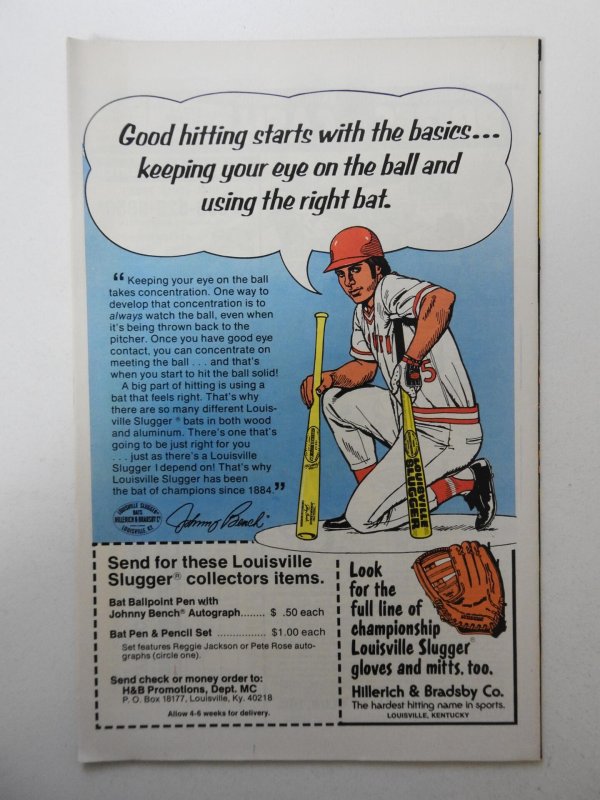 Good hitting starts with the basics...
keeping your eye on the ball and
using the right bat.
“ Keeping your eye on the ball
takes concentration. One way to
develop that concentration is to
always watch the ball, even when
it's being thrown back to the
pitcher. Once you have good eye
contact, you can concentrate on
meeting the ball . . . and that's
when you start to hit the ball solid!
A big part of hitting is using a
bat that feels right. That's why
there are so many different Louis-
ville Slugger ® bats in both wood
and aluminum. There's one that's
going to be just right for you
. . . just as there's a Louisville
Slugger I depend on! That's why
Louisville Slugger has been
the bat of champions since 1884.”
LOUISVILLE SLUGGER
BATS
HILLERICH & BRADSBY Co
LOUISVILLE, KY.
Johnny Bench
5
LOUISVILLE
SLUGGER
Send for these Louisville
Slugger® collectors items.
Bat Ballpoint Pen with
Johnny Bench® Autograph....... $ .50 each
Bat Pen & Pencil Set ................ $1.00 each
Set features Reggie Jackson or Pete Rose auto-
graphs (circle one).
Send check or money order to:
H&B Promotions, Dept. MC
P. O. Box 18177, Louisville, Ky. 40218
Allow 4-6 weeks for delivery.
Look
for the
full line of
championship
Louisville Slugger®
gloves and mitts, too.
Hillerich & Bradsby Co.
The hardest hitting name in sports.
LOUISVILLE, KENTUCKY